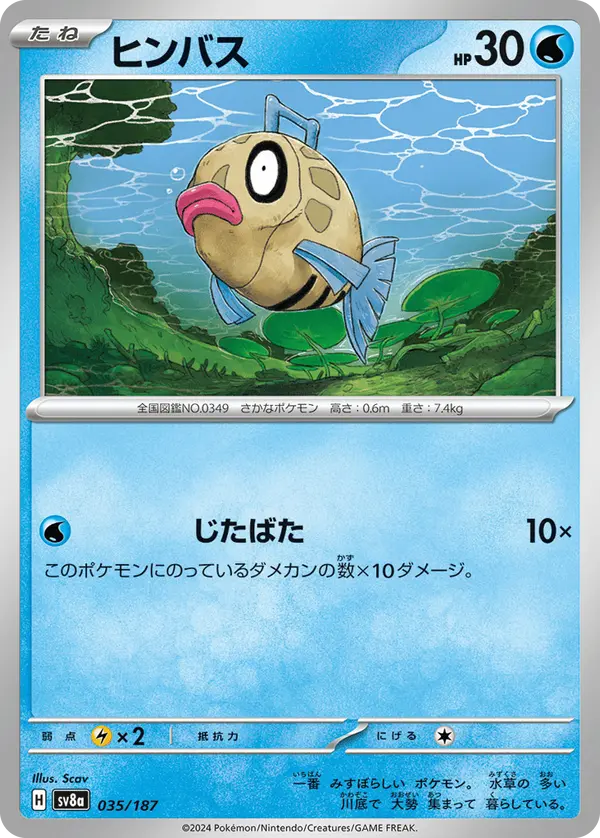 たね ヒンバス HP30
全国図鑑NO.0349 さかなポケモン 高さ:0.6m 重さ:7.4kg
じたばた 10×
このポケモンにのっているダメカンの数×10ダメージ。
弱点 ×2 抵抗力 にげる
Illus. Scav
一番 みすぼらしい ポケモン。水草の 多い
川底で 大勢 集まって 暮らしている。
H sv8a 035/187
©2024 Pokémon/Nintendo/Creatures/GAME FREAK.